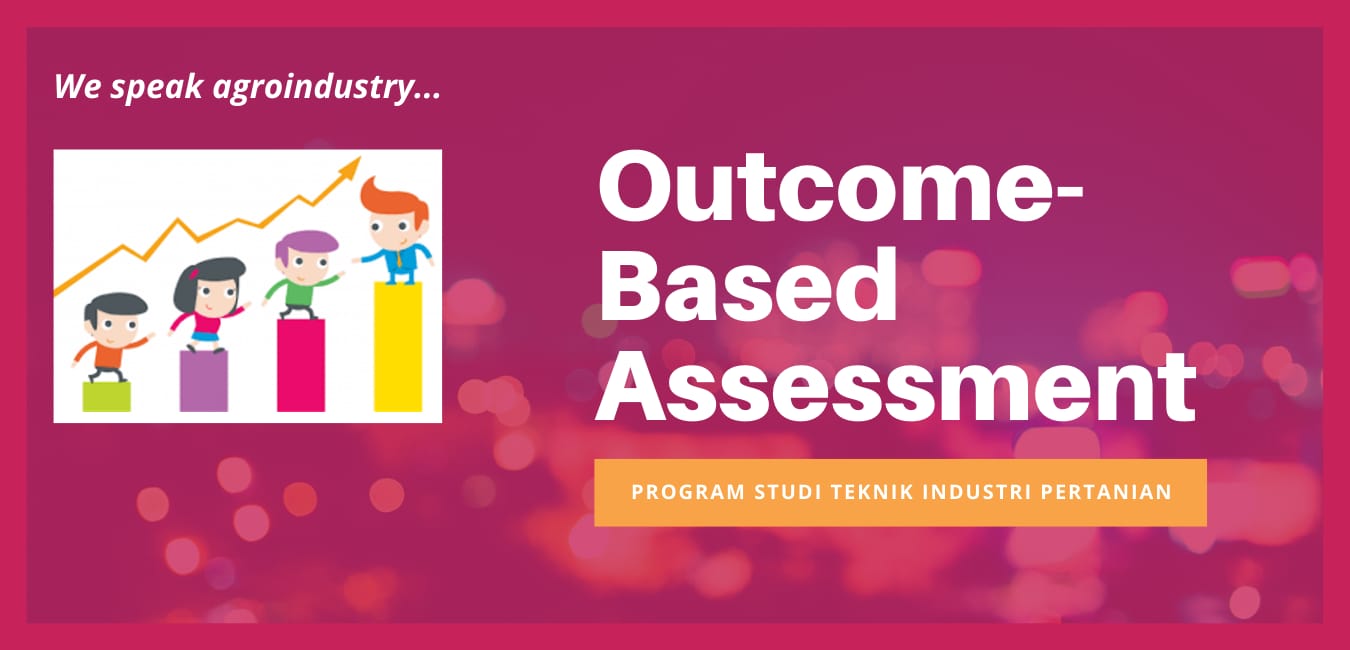 We speak agroindustry...
Outcome-
Based
Assessment
PROGRAM STUDI TEKNIK INDUSTRI PERTANIAN